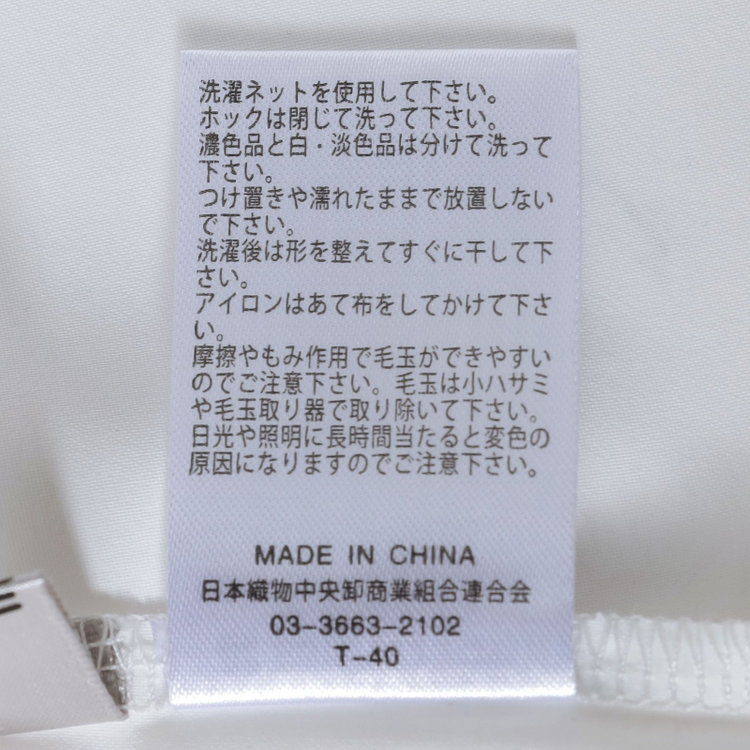 洗濯ネットを使用して下さい。
ホックは閉じて洗って下さい。
濃色品と白・淡色品は分けて洗って
下さい。
つけ置きや濡れたままで放置しない
で下さい。
洗濯後は形を整えてすぐに干して下
さい。
アイロンはあて布をしてかけて下さ
い。
摩擦やもみ作用で毛玉ができやすい
のでご注意下さい。毛玉は小ハサミ
や毛玉取り器で取り除いて下さい。
日光や照明に長時間当たると変色の
原因になりますのでご注意下さい。
MADE IN CHINA
日本織物中央卸商業組合連合会
03-3663-2102
T-40